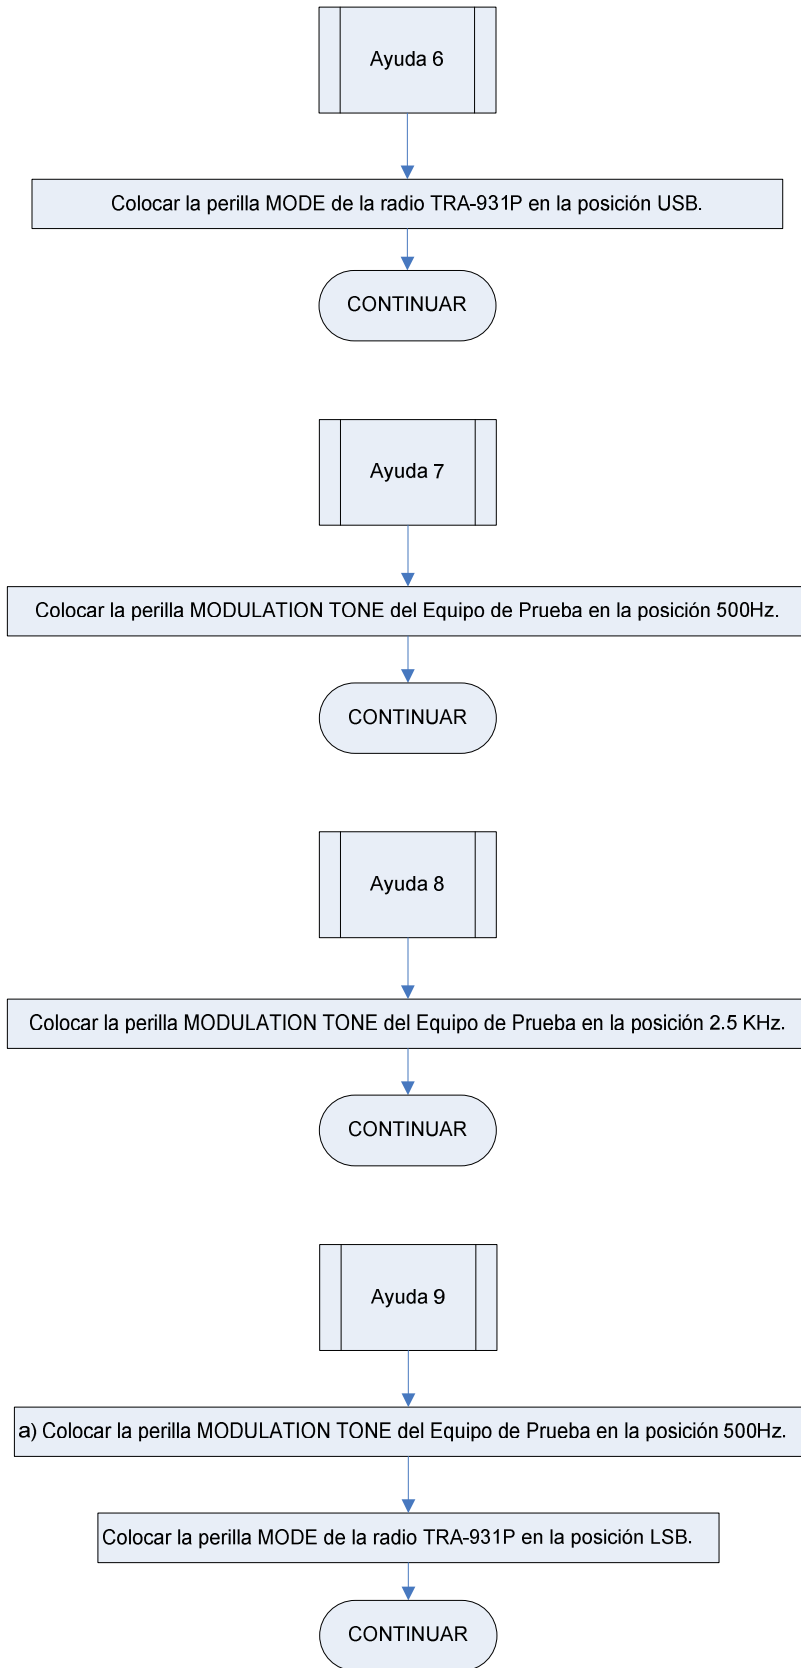 Ayuda 6
Colocar la perilla MODE de la radio TRA-931P en la posición USB.
CONTINUAR
Ayuda 7
Colocar la perilla MODULATION TONE del Equipo de Prueba en la posición 500Hz.
CONTINUAR
Ayuda 8
Colocar la perilla MODULATION TONE del Equipo de Prueba en la posición 2.5 KHz.
CONTINUAR
Ayuda 9
a) Colocar la perilla MODULATION TONE del Equipo de Prueba en la posición 500Hz.
Colocar la perilla MODE de la radio TRA-931P en la posición LSB.
CONTINUAR